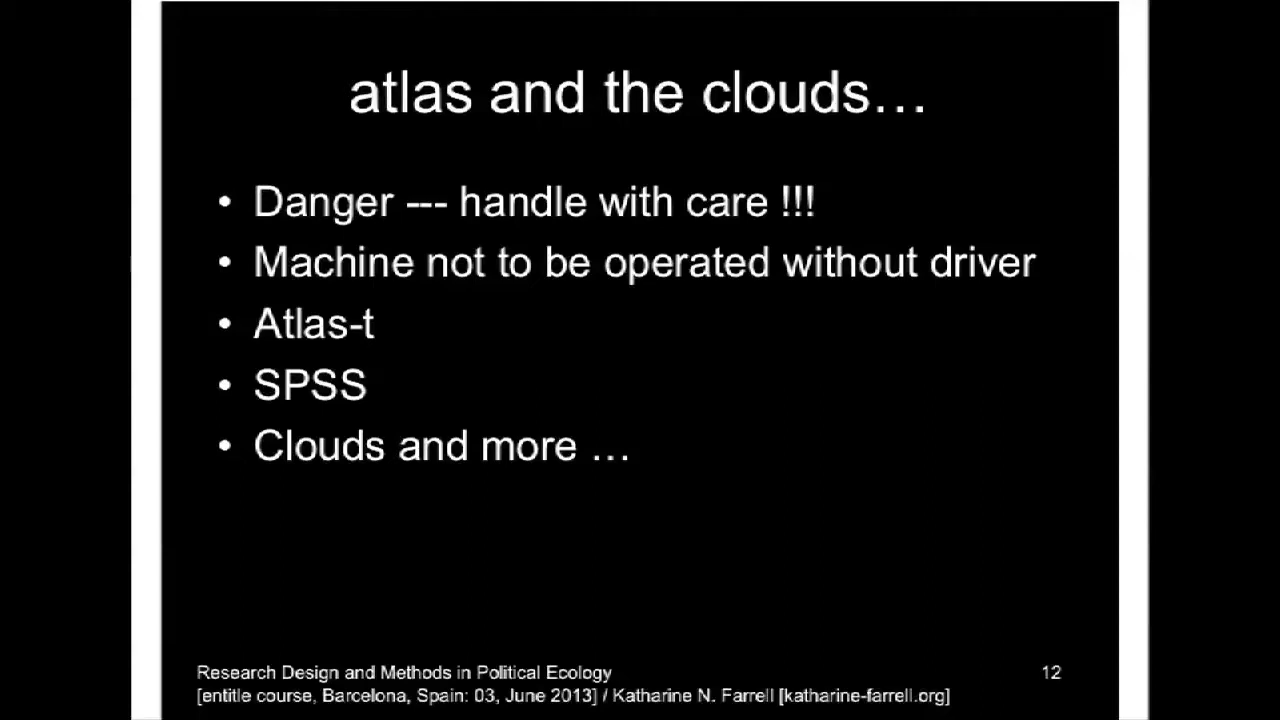 atlas and the clouds…
• Danger --- handle with care !!!
• Machine not to be operated without driver
• Atlas-t
• SPSS
• Clouds and more …
Research Design and Methods in Political Ecology
12
[entitle course, Barcelona, Spain: 03, June 2013] / Katharine N. Farrell [katharine-farrell.org]